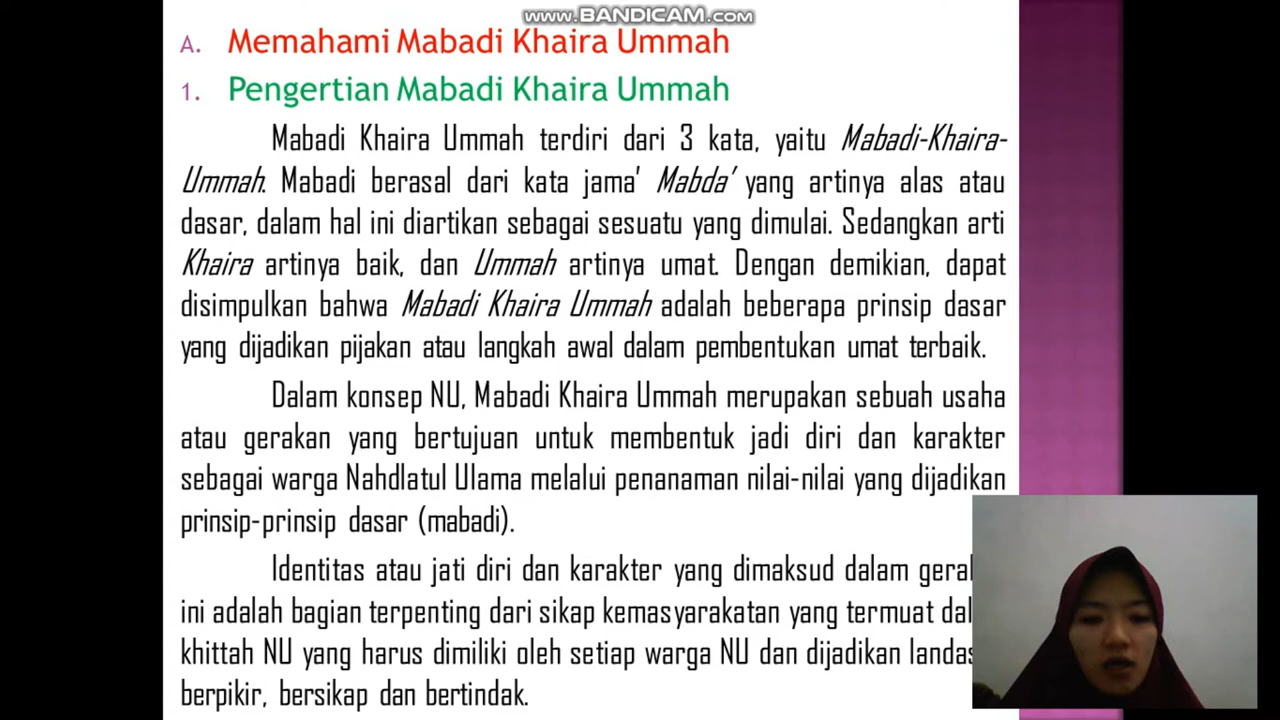 WWW.BANDICAM.COM
A. Memahami Mabadi Khaira Ummah
1. Pengertian Mabadi Khaira Ummah
Mabadi Khaira Ummah terdiri dari 3 kata, yaitu Mabadi-Khaira-
Ummah. Mabadi berasal dari kata jama' Mabda' yang artinya alas atau
dasar, dalam hal ini diartikan sebagai sesuatu yang dimulai. Sedangkan arti
Khaira artinya baik, dan Ummah artinya umat. Dengan demikian, dapat
disimpulkan bahwa Mabadi Khaira Ummah adalah beberapa prinsip dasar
yang dijadikan pijakan atau langkah awal dalam pembentukan umat terbaik.
Dalam konsep NU, Mabadi Khaira Ummah merupakan sebuah usaha
atau gerakan yang bertujuan untuk membentuk jadi diri dan karakter
sebagai warga Nahdlatul Ulama melalui penanaman nilai-nilai yang dijadikan
prinsip-prinsip dasar (mabadi).
Identitas atau jati diri dan karakter yang dimaksud dalam
ini adalah bagian terpenting dari sikap kemasyarakatan yang termuat
khittah NU yang harus dimiliki oleh setiap warga NU dan dijadikan
berpikir, bersikap dan bertindak.